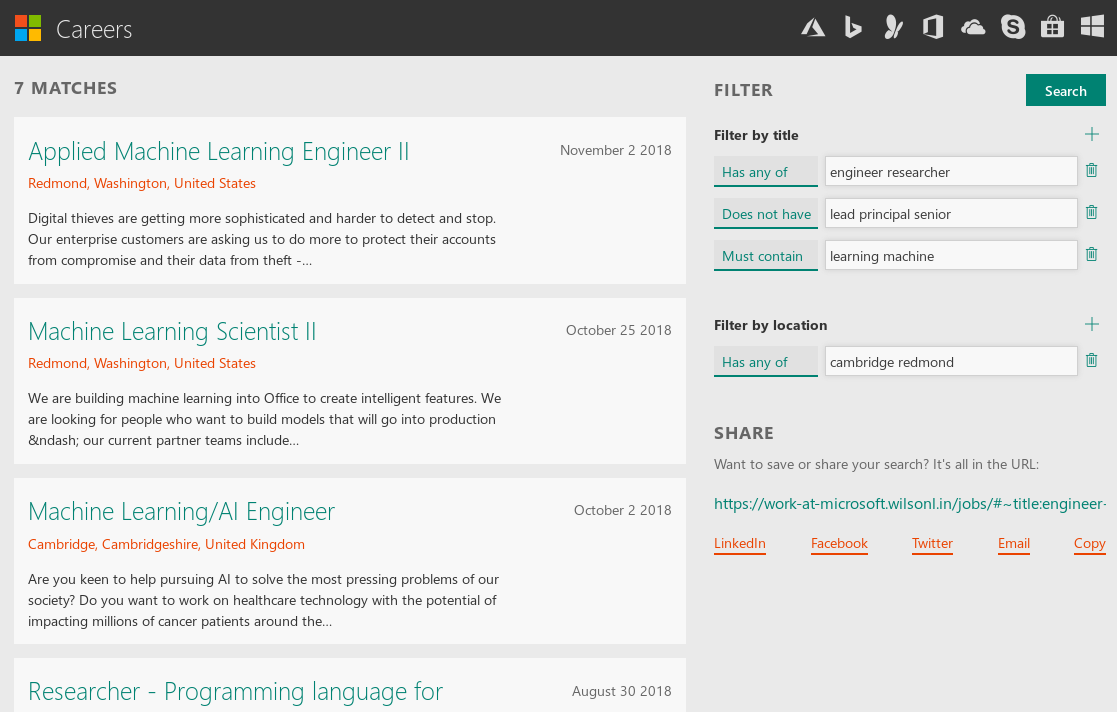 Careers
7 MATCHES
Applied Machine Learning Engineer II
November 2 2018
Redmond, Washington, United States
Digital thieves are getting more sophisticated and harder to detect and stop.
Our enterprise customers are asking us to do more to protect their accounts
from compromise and their data from theft -...
Machine Learning Scientist II
October 25 2018
Redmond, Washington, United States
We are building machine learning into Office to create intelligent features. We
are looking for people who want to build models that will go into production
&ndash; our current partner teams include...
Machine Learning/AI Engineer
October 2 2018
Cambridge, Cambridgeshire, United Kingdom
Are you keen to help pursuing AI to solve the most pressing problems of our
society? Do you want to work on healthcare technology with the potential of
impacting millions of cancer patients around the...
Researcher - Programming language for
August 30 2018
FILTER
Search
Filter by title
Has any of
engineer researcher
Does not have
lead principal senior
Must contain
learning machine
Filter by location
Has any of
cambridge redmond
SHARE
Want to save or share your search? It's all in the URL:
https://work-at-microsoft.wilsonl.in/jobs/#~title:engineer-
LinkedIn
Facebook
Twitter
Email
Copy